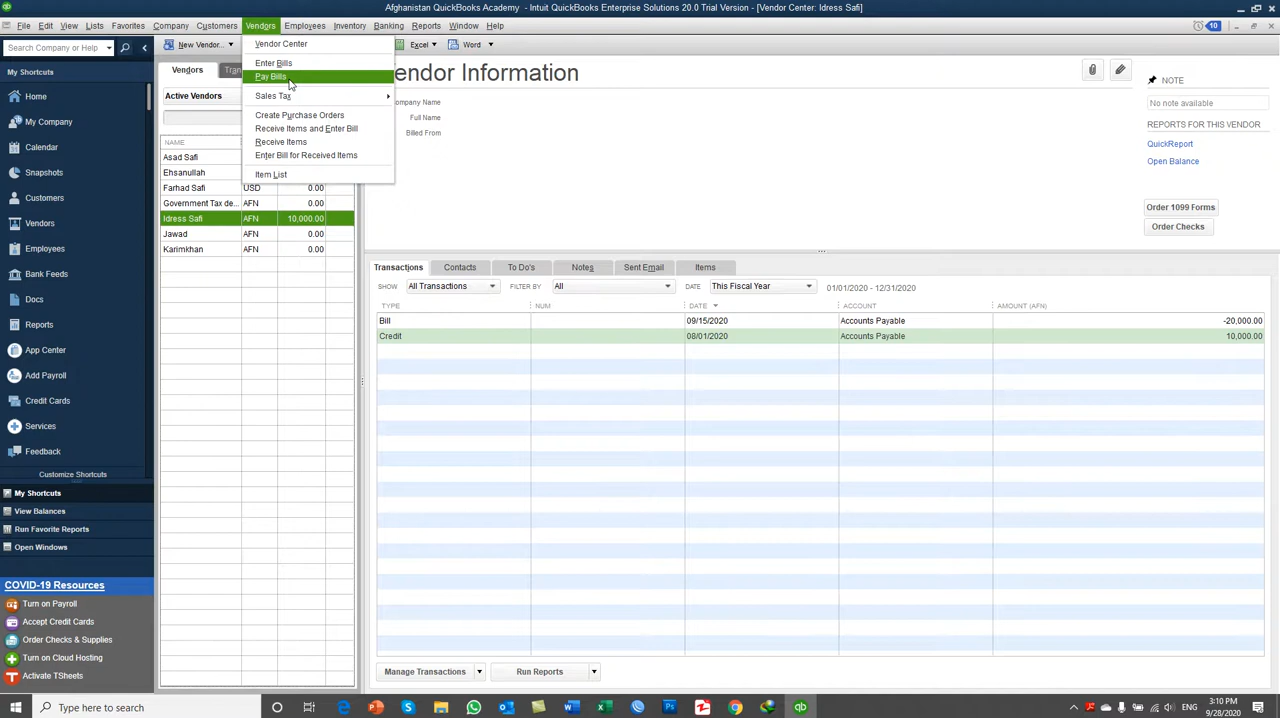 Afghanistan QuickBooks Academy - Intuit QuickBooks Enterprise Solutions 20.0 Trial Version - [Vendor Center: Idress Safi]
File Edit View Lists Favorites Company Customers Vendors Employees Inventory Banking Reports Window Help 10
Search Company or Help
New Vendor...
Excel
Word
My Shortcuts
Home
My Company
Calendar
Snapshots
Customers
Vendors
Employees
Bank Feeds
Docs
Reports
App Center
Add Payroll
Credit Cards
Services
Feedback
Customize Shortcuts
My Shortcuts
View Balances
Run Favorite Reports
Open Windows
COVID-19 Resources
Turn on Payroll
Accept Credit Cards
Order Checks & Supplies
Turn on Cloud Hosting
Activate TSheets
Vendors
Tran
Active Vendors
NAME
Asad Safi
Ehsanullah
Farhad Safi USD 0.00
Government Tax de... AFN 0.00
Idress Safi AFN 10,000.00
Jawad AFN 0.00
Karimkhan AFN 0.00
Vendor Center
Enter Bills
Pay Bills
Sales Tax
Create Purchase Orders
Receive Items and Enter Bill
Receive Items
Enter Bill for Received Items
Item List
endor Information
ompany Name
Full Name
Billed From
NOTE
No note available
REPORTS FOR THIS VENDOR
QuickReport
Open Balance
Order 1099 Forms
Order Checks
Transactions Contacts To Do's Notes Sent Email Items
SHOW All Transactions FILTER BY All DATE This Fiscal Year 01/01/2020 - 12/31/2020
TYPE NUM DATE ACCOUNT AMOUNT (AFN)
Bill 09/15/2020 Accounts Payable -20,000.00
Credit 08/01/2020 Accounts Payable 10,000.00
Manage Transactions
Run Reports
Type here to search
ENG
3:10 PM
9/28/2020